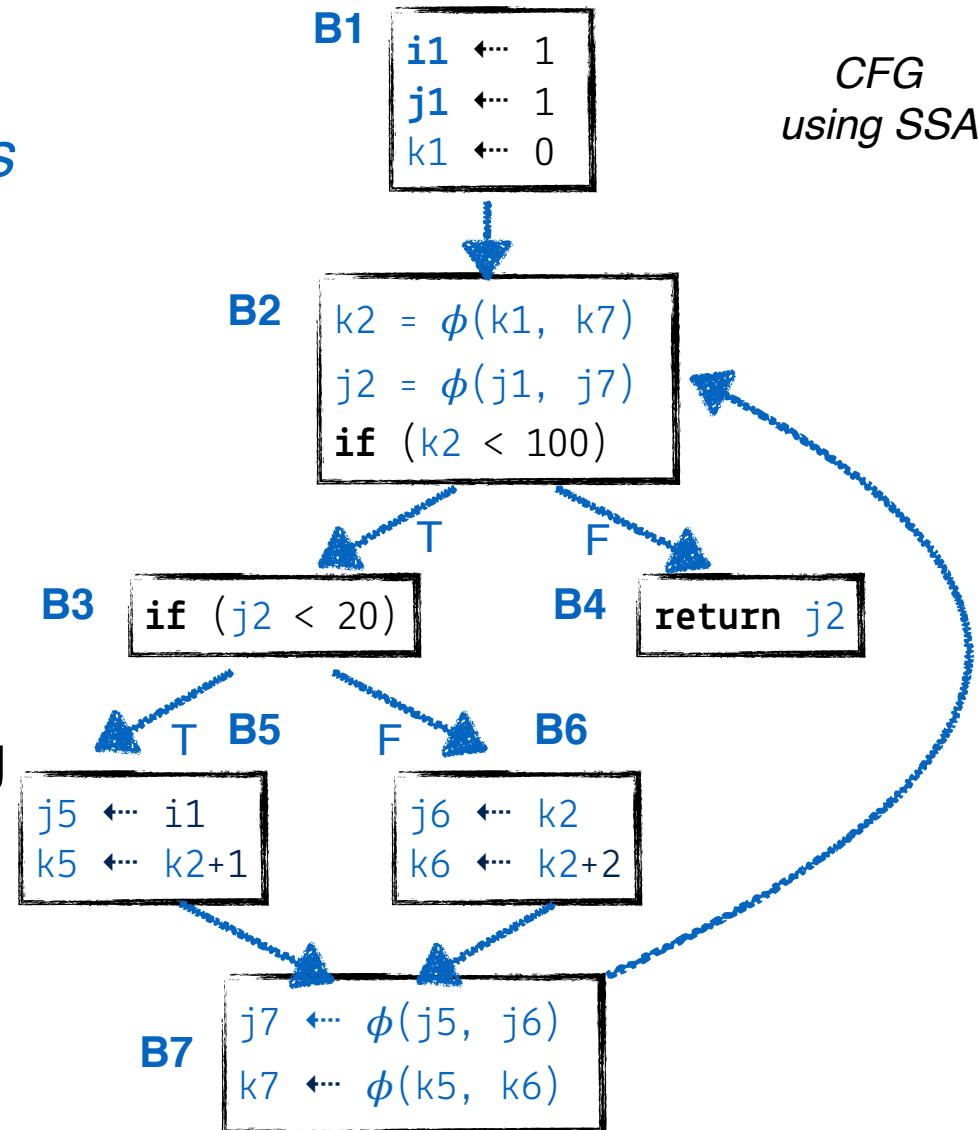 B1
i1 ⇠ 1
j1 ⇠ 1
k1 ⇠ 0
CFG
using SSA
s
B2
k2 = ϕ(k1, k7)
j2 = ϕ(j1, j7)
if (k2 < 100)
T
F
B3
if (j2 < 20)
B4
return j2
T
B5
F
B6
j5 ⇠ i1
k5 ⇠ k2+1
j6 ⇠ k2
k6 ⇠ k2+2
B7
j7 ⇠ ϕ(j5, j6)
k7 ⇠ ϕ(k5, k6)